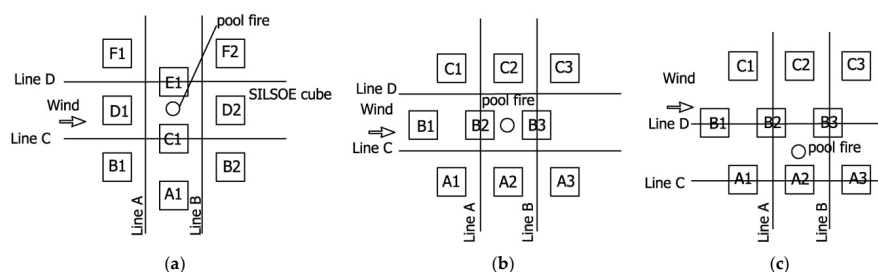 pool fire
F1
F2
Line D
E1
SILSOE cube
Wind
D1
D2
Line C
C1
B1
B2
A1
Line A
Line B
(a)
C1
C2
C3
Line D
Wind
pool fire
B1
B2
B3
Line C
A1
A2
A3
Line A
Line B
(b)
C1
C2
C3
Wind
Line D
B1
B2
B3
pool fire
Line C
A1
A2
A3
Line A
Line B
(c)